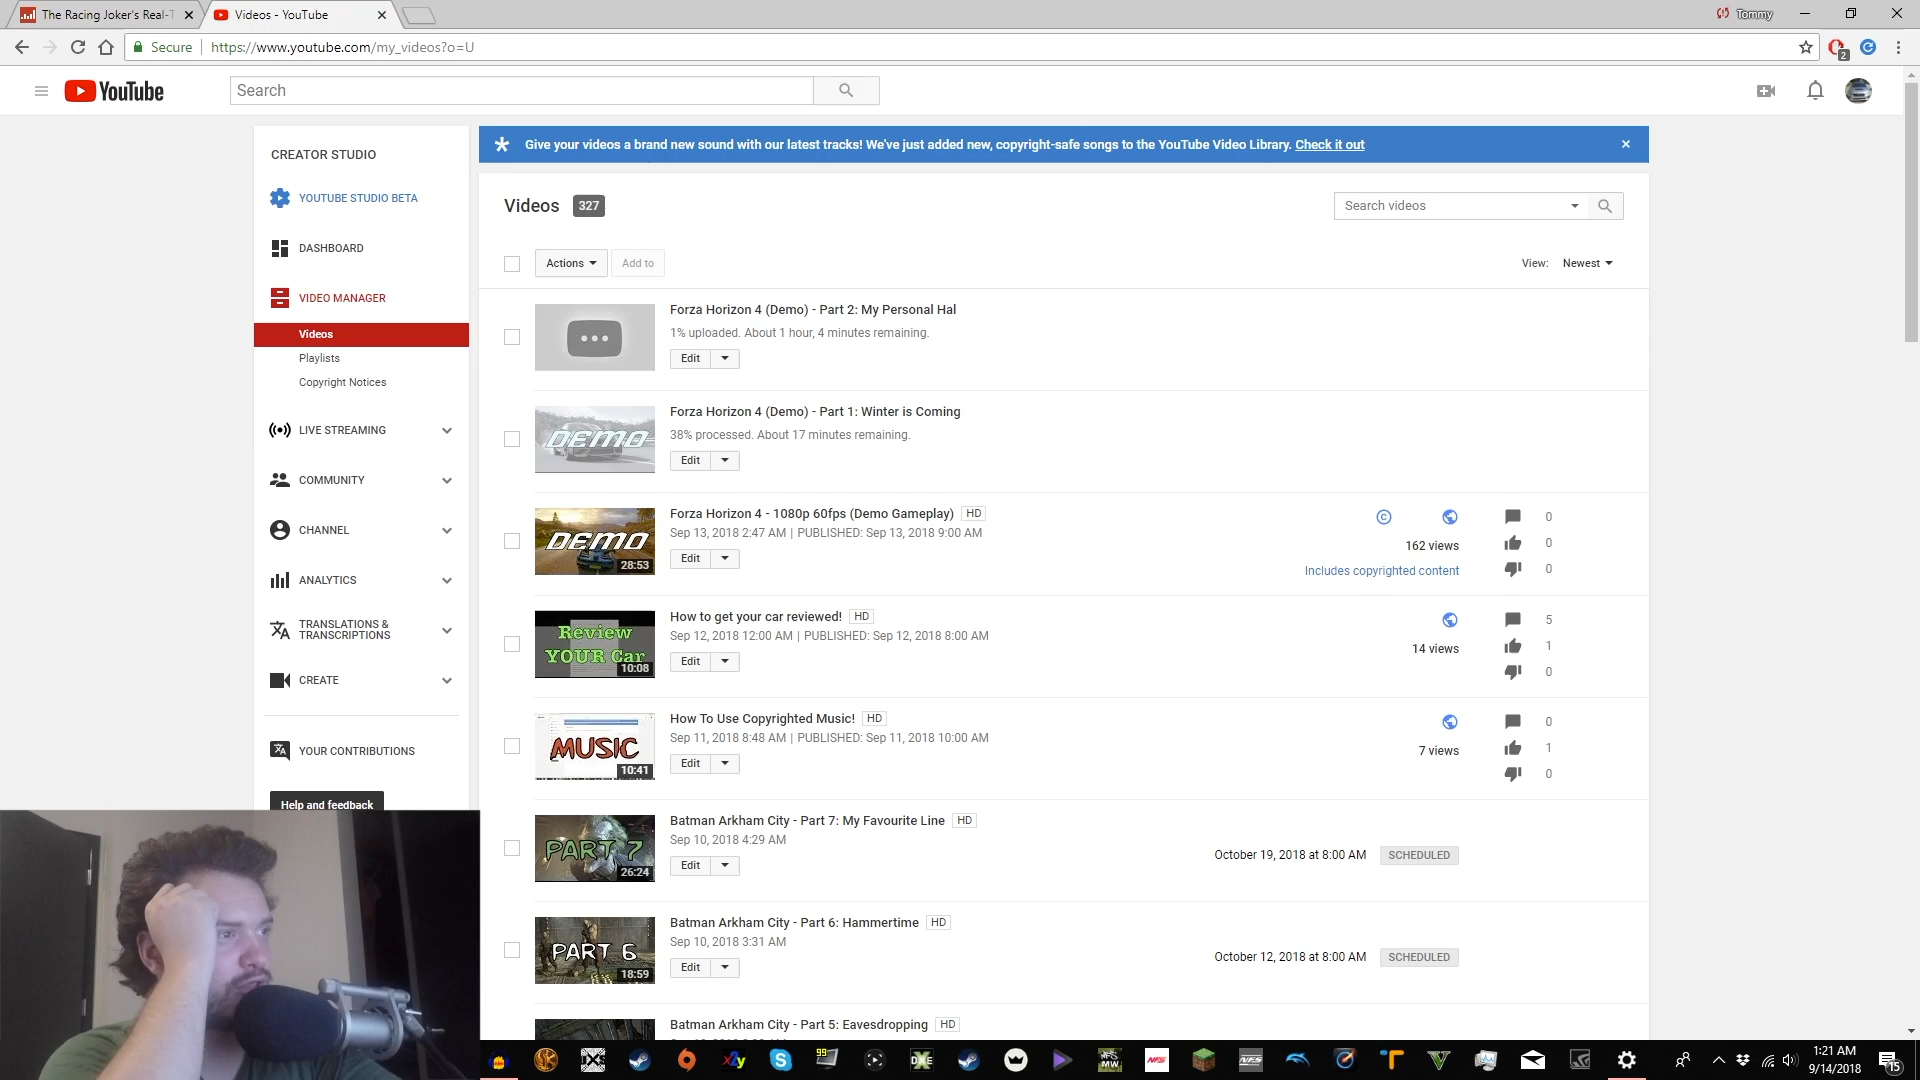 The Racing Joker's Real-T
Videos - YouTube
Tommy
Secure
https://www.youtube.com/my_videos?o=U
2
YouTube
Search
CREATOR STUDIO
YOUTUBE STUDIO BETA
DASHBOARD
VIDEO MANAGER
Videos
Playlists
Copyright Notices
LIVE STREAMING
COMMUNITY
CHANNEL
ANALYTICS
TRANSLATIONS &
TRANSCRIPTIONS
CREATE
YOUR CONTRIBUTIONS
Help and feedback
Give your videos a brand new sound with our latest tracks! We've just added new, copyright-safe songs to the YouTube Video Library. Check it out
Videos 327
Search videos
Actions
Add to
View: Newest
Forza Horizon 4 (Demo) - Part 2: My Personal Hal
1% uploaded. About 1 hour, 4 minutes remaining.
Edit
DEMO
Forza Horizon 4 (Demo) - Part 1: Winter is Coming
38% processed. About 17 minutes remaining.
Edit
DEMO
28:53
Forza Horizon 4 - 1080p 60fps (Demo Gameplay) HD
Sep 13, 2018 2:47 AM | PUBLISHED: Sep 13, 2018 9:00 AM
Edit
162 views
Includes copyrighted content
0
0
0
Review
YOUR Car
10:08
How to get your car reviewed! HD
Sep 12, 2018 12:00 AM | PUBLISHED: Sep 12, 2018 8:00 AM
Edit
14 views
5
1
0
MUSIC
10:41
How To Use Copyrighted Music! HD
Sep 11, 2018 8:48 AM | PUBLISHED: Sep 11, 2018 10:00 AM
Edit
7 views
0
1
0
PART 7
26:24
Batman Arkham City - Part 7: My Favourite Line HD
Sep 10, 2018 4:29 AM
Edit
October 19, 2018 at 8:00 AM SCHEDULED
PART 6
18:59
Batman Arkham City - Part 6: Hammertime HD
Sep 10, 2018 3:31 AM
Edit
October 12, 2018 at 8:00 AM SCHEDULED
Batman Arkham City - Part 5: Eavesdropping HD
99
NFS
MW
NFS
NFS
1:21 AM
9/14/2018
15